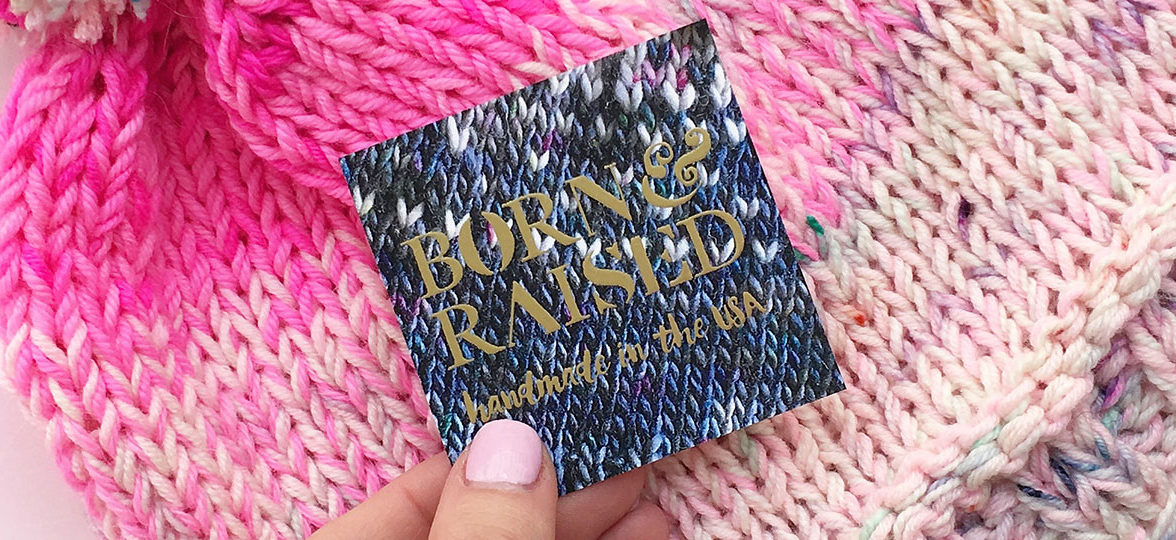 BORN &
RAISED
handmade in the USA